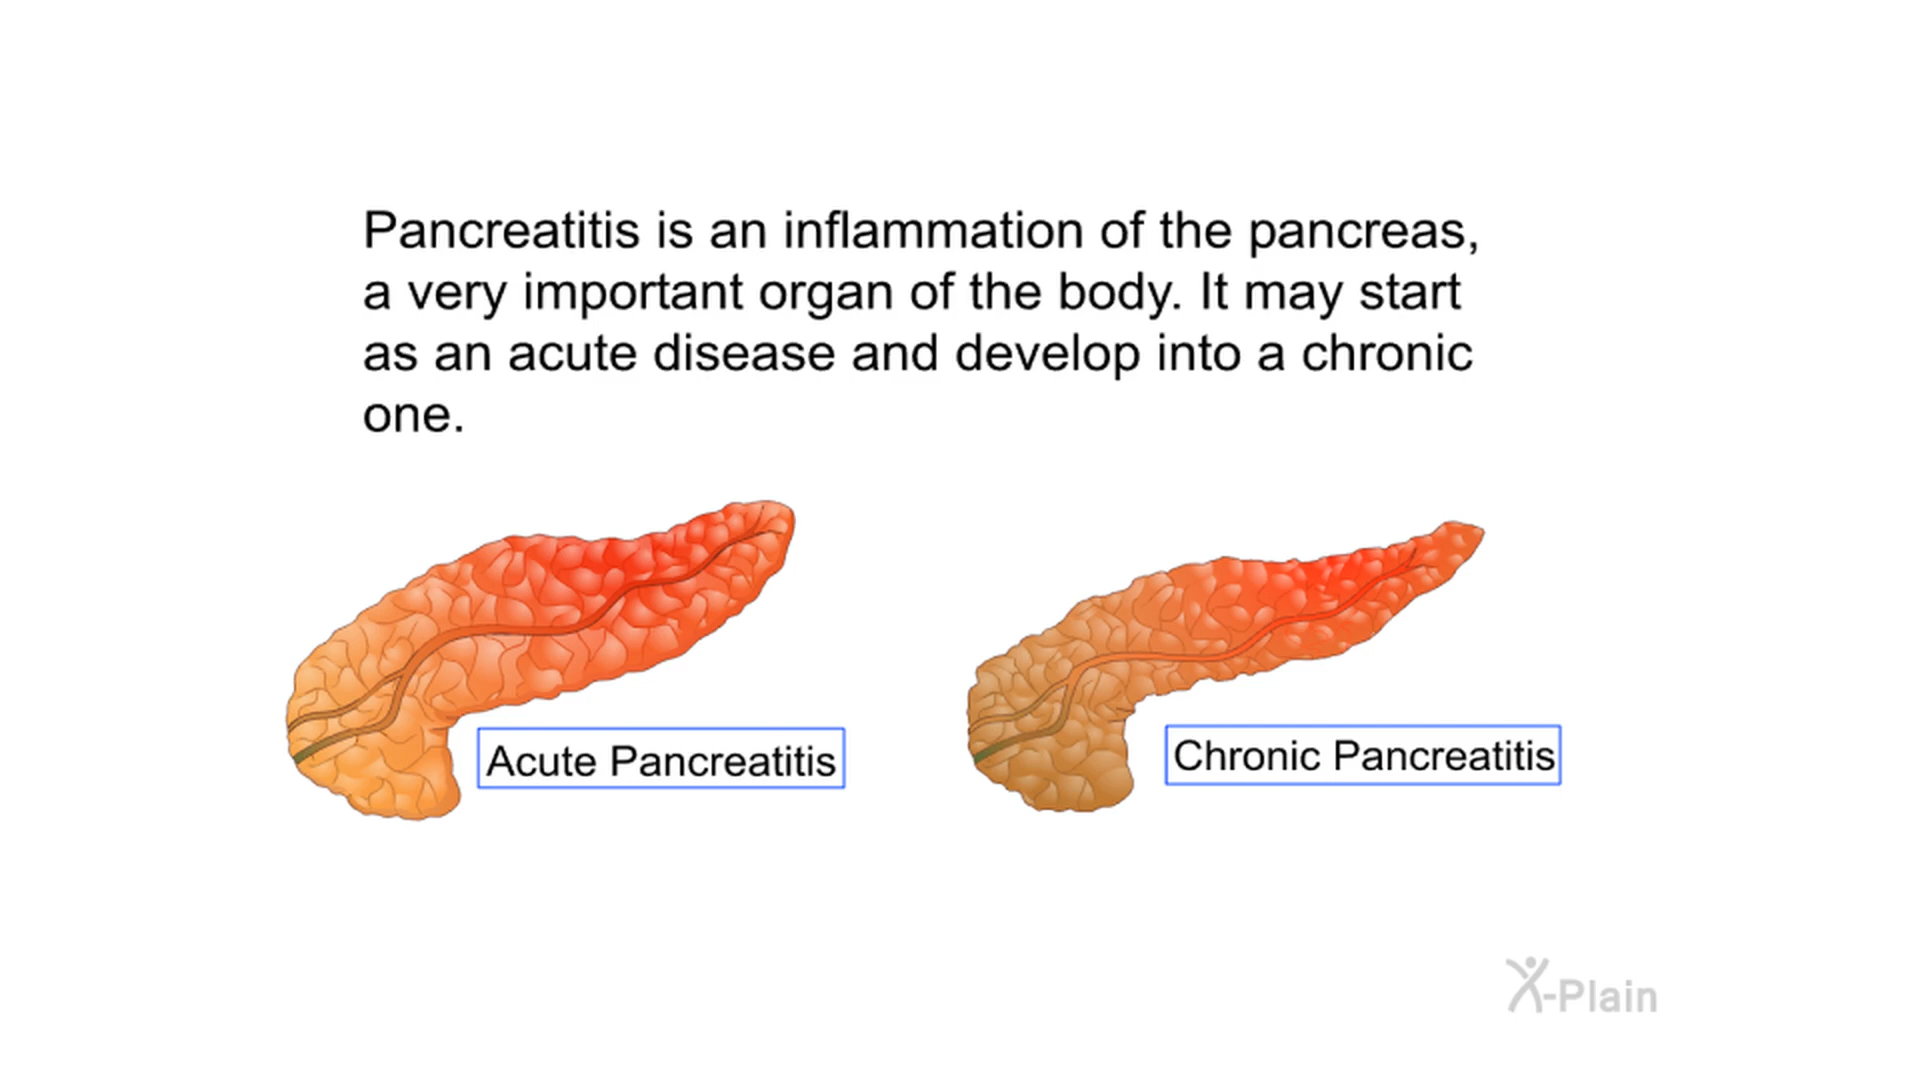 Pancreatitis is an inflammation of the pancreas,
a very important organ of the body. It may start
as an acute disease and develop into a chronic
one.
Acute Pancreatitis
Chronic Pancreatitis
X-Plain